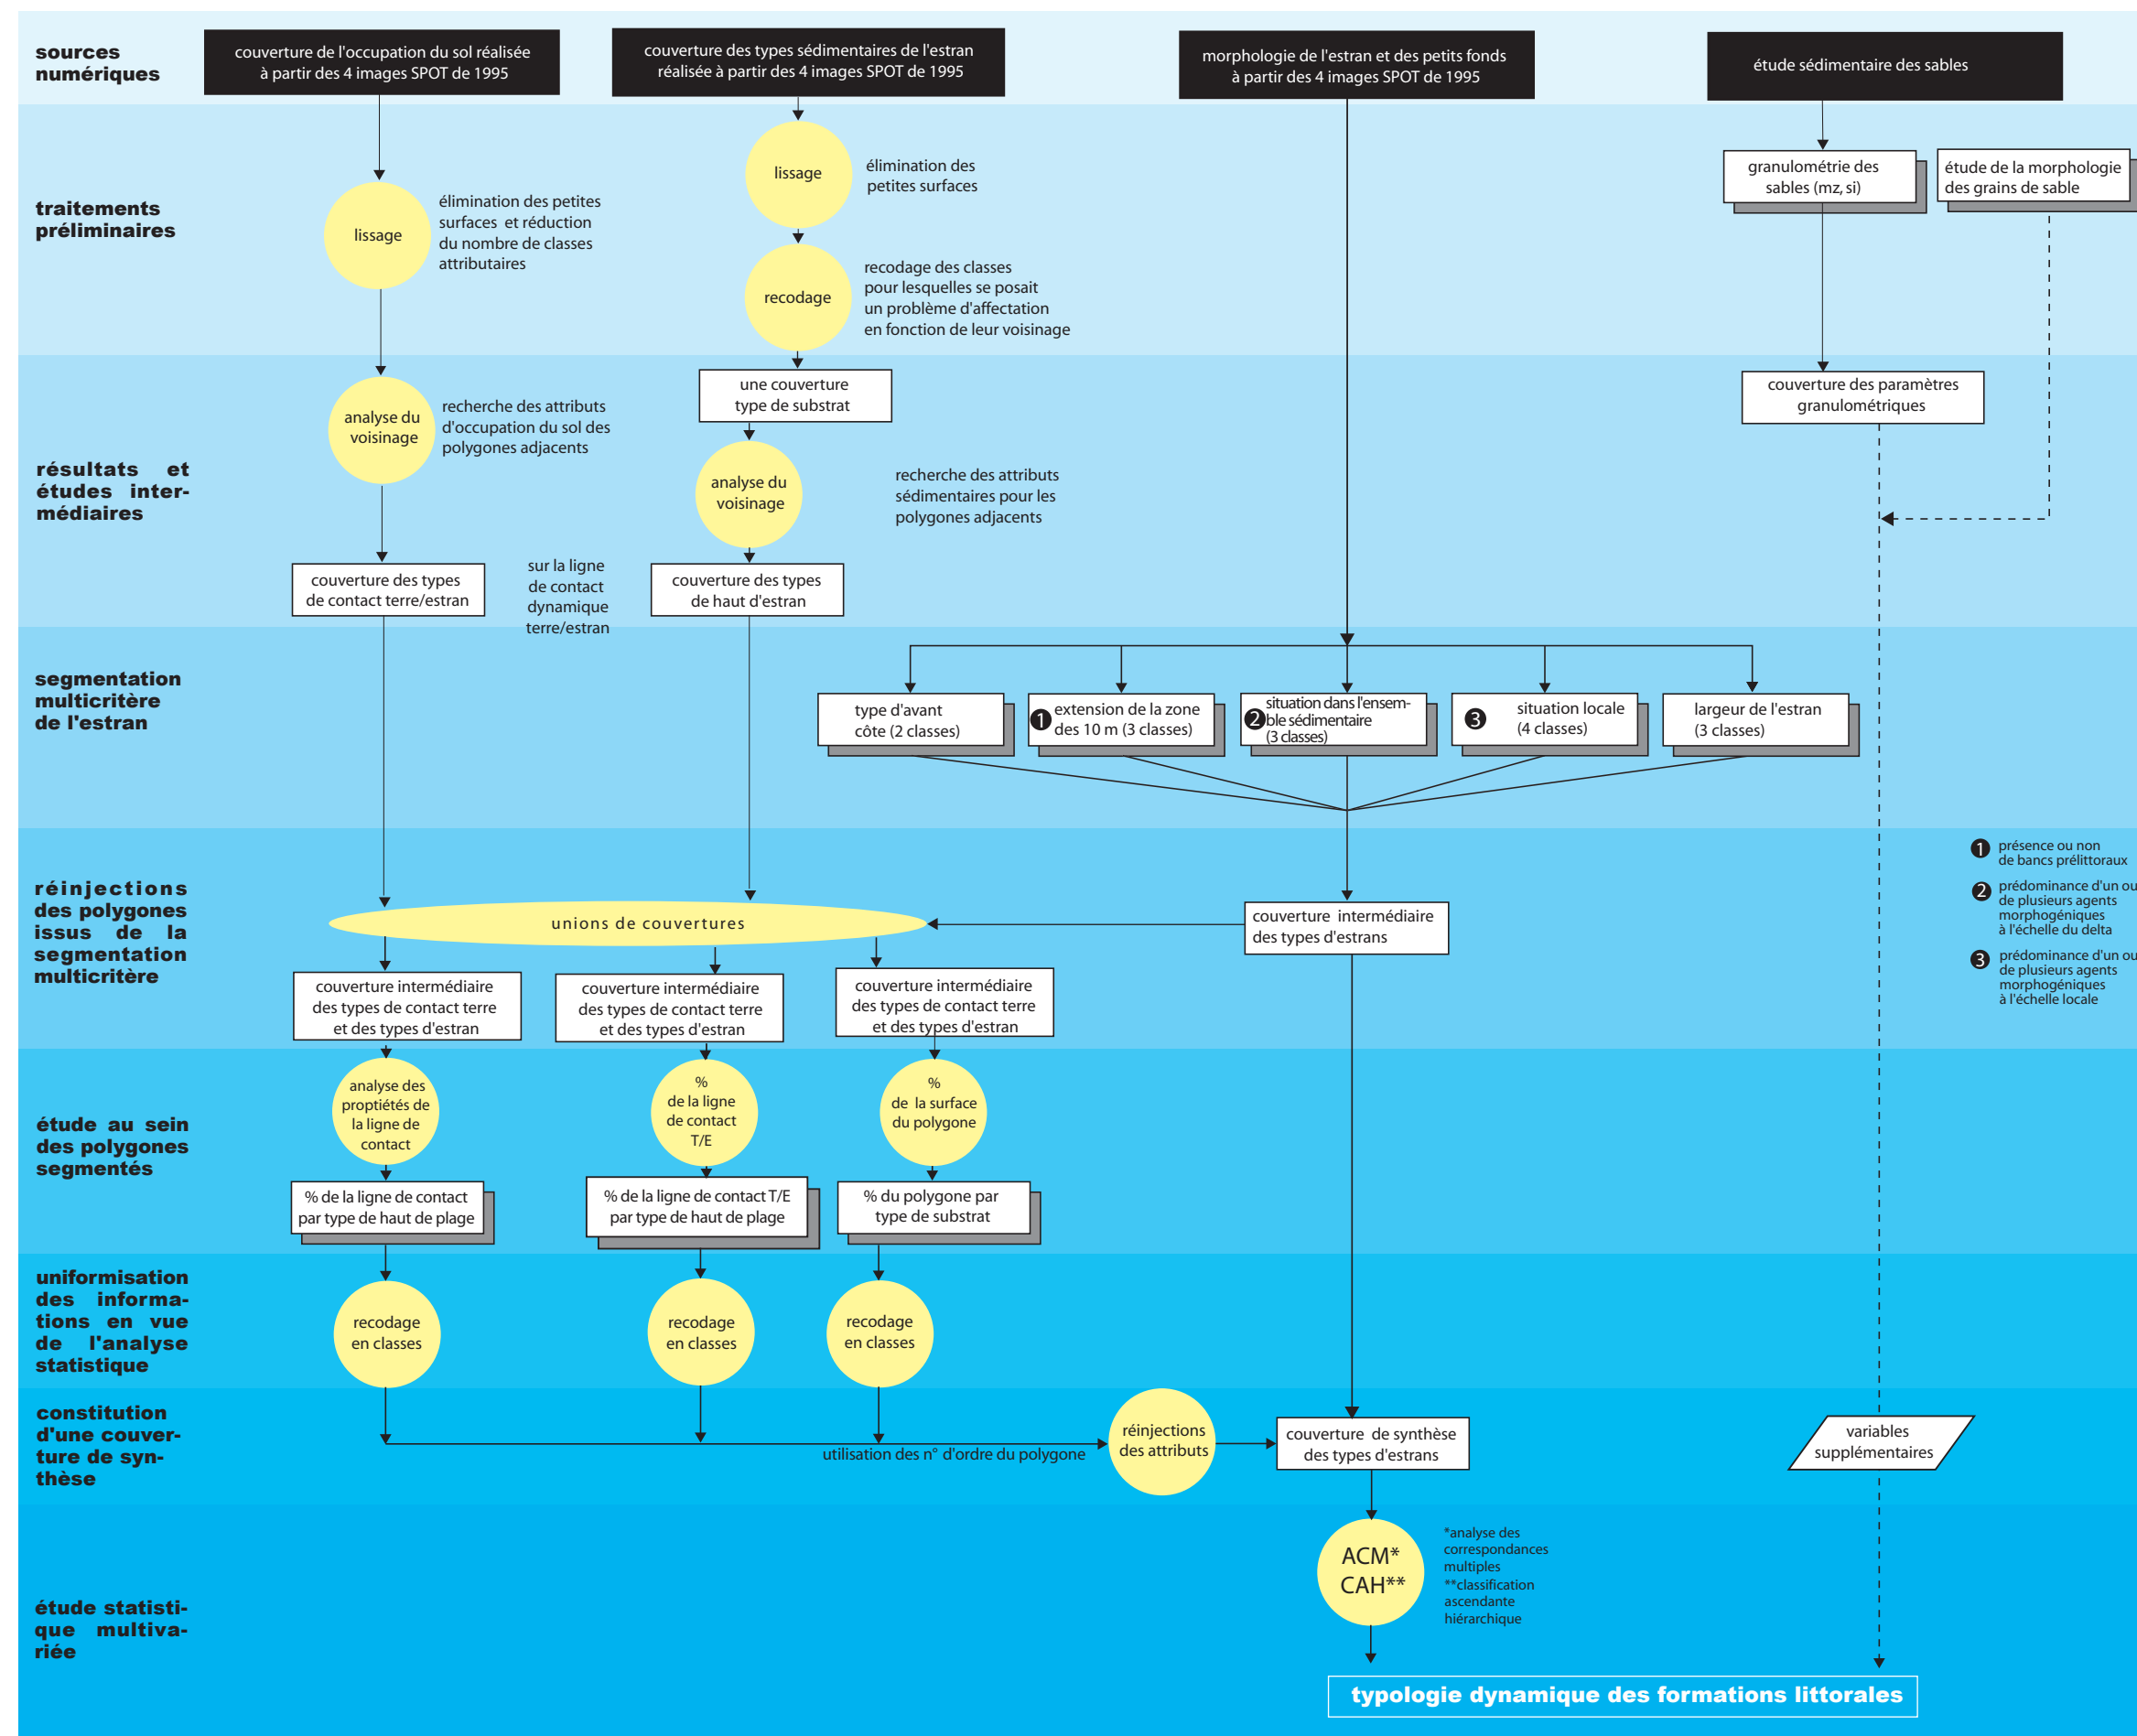 sources
numériques
couverture de l'occupation du sol réalisée
à partir des 4 images SPOT de 1995
couverture des types sédimentaires de l'estran
réalisée à partir des 4 images SPOT de 1995
morphologie de l'estran et des petits fonds
à partir des 4 images SPOT de 1995
étude sédimentaire des sables
traitements
préliminaires
lissage
élimination des petites
surfaces et réduction
du nombre de classes
attributaires
lissage
élimination des
petites surfaces
recodage
recodage des classes
pour lesquelles se posait
un problème d'affectation
en fonction de leur voisinage
granulométrie des
sables (mz, si)
étude de la morphologie
des grains de sable
résultats et
études inter-
médiaires
analyse du
voisinage
recherche des attributs
d'occupation du sol des
polygones adjacents
une couverture
type de substrat
analyse du
voisinage
recherche des attributs
sédimentaires pour les
polygones adjacents
couverture des paramètres
granulométriques
couverture des types
de contact terre/estran
sur la ligne
de contact
dynamique
terre/estran
couverture des types
de haut d'estran
segmentation
multicritère
de l'estran
type d'avant
côte (2 classes)
1 extension de la zone
des 10 m (3 classes)
2 situation dans l'ensem-
ble sédimentaire
(3 classes)
3 situation locale
(4 classes)
largeur de l'estran
(3 classes)
réinjections
des polygones
issus de la
segmentation
multicritère
unions de couvertures
couverture intermédiaire
des types d'estrans
1 présence ou non
de bancs prélittoraux
2 prédominance d'un ou
de plusieurs agents
morphogéniques
à l'échelle du delta
3 prédominance d'un ou
de plusieurs agents
morphogéniques
à l'échelle locale
couverture intermédiaire
des types de contact terre
et des types d'estran
couverture intermédiaire
des types de contact terre
et des types d'estran
couverture intermédiaire
des types de contact terre
et des types d'estran
étude au sein
des polygones
segmentés
analyse des
proptiétés de
la ligne de
contact
%
de la ligne
de contact
T/E
%
de la surface
du polygone
% de la ligne de contact
par type de haut de plage
% de la ligne de contact T/E
par type de haut de plage
% du polygone par
type de substrat
uniformisation
des informa-
tions en vue
de l'analyse
statistique
recodage
en classes
recodage
en classes
recodage
en classes
constitution
d'une couver-
ture de syn-
thèse
utilisation des n° d'ordre du polygone
réinjections
des attributs
couverture de synthèse
des types d'estrans
variables
supplémentaires
étude statisti-
que multiva-
riée
ACM*
CAH**
*analyse des
correspondances
multiples
**classification
ascendante
hiérarchique
typologie dynamique des formations littorales